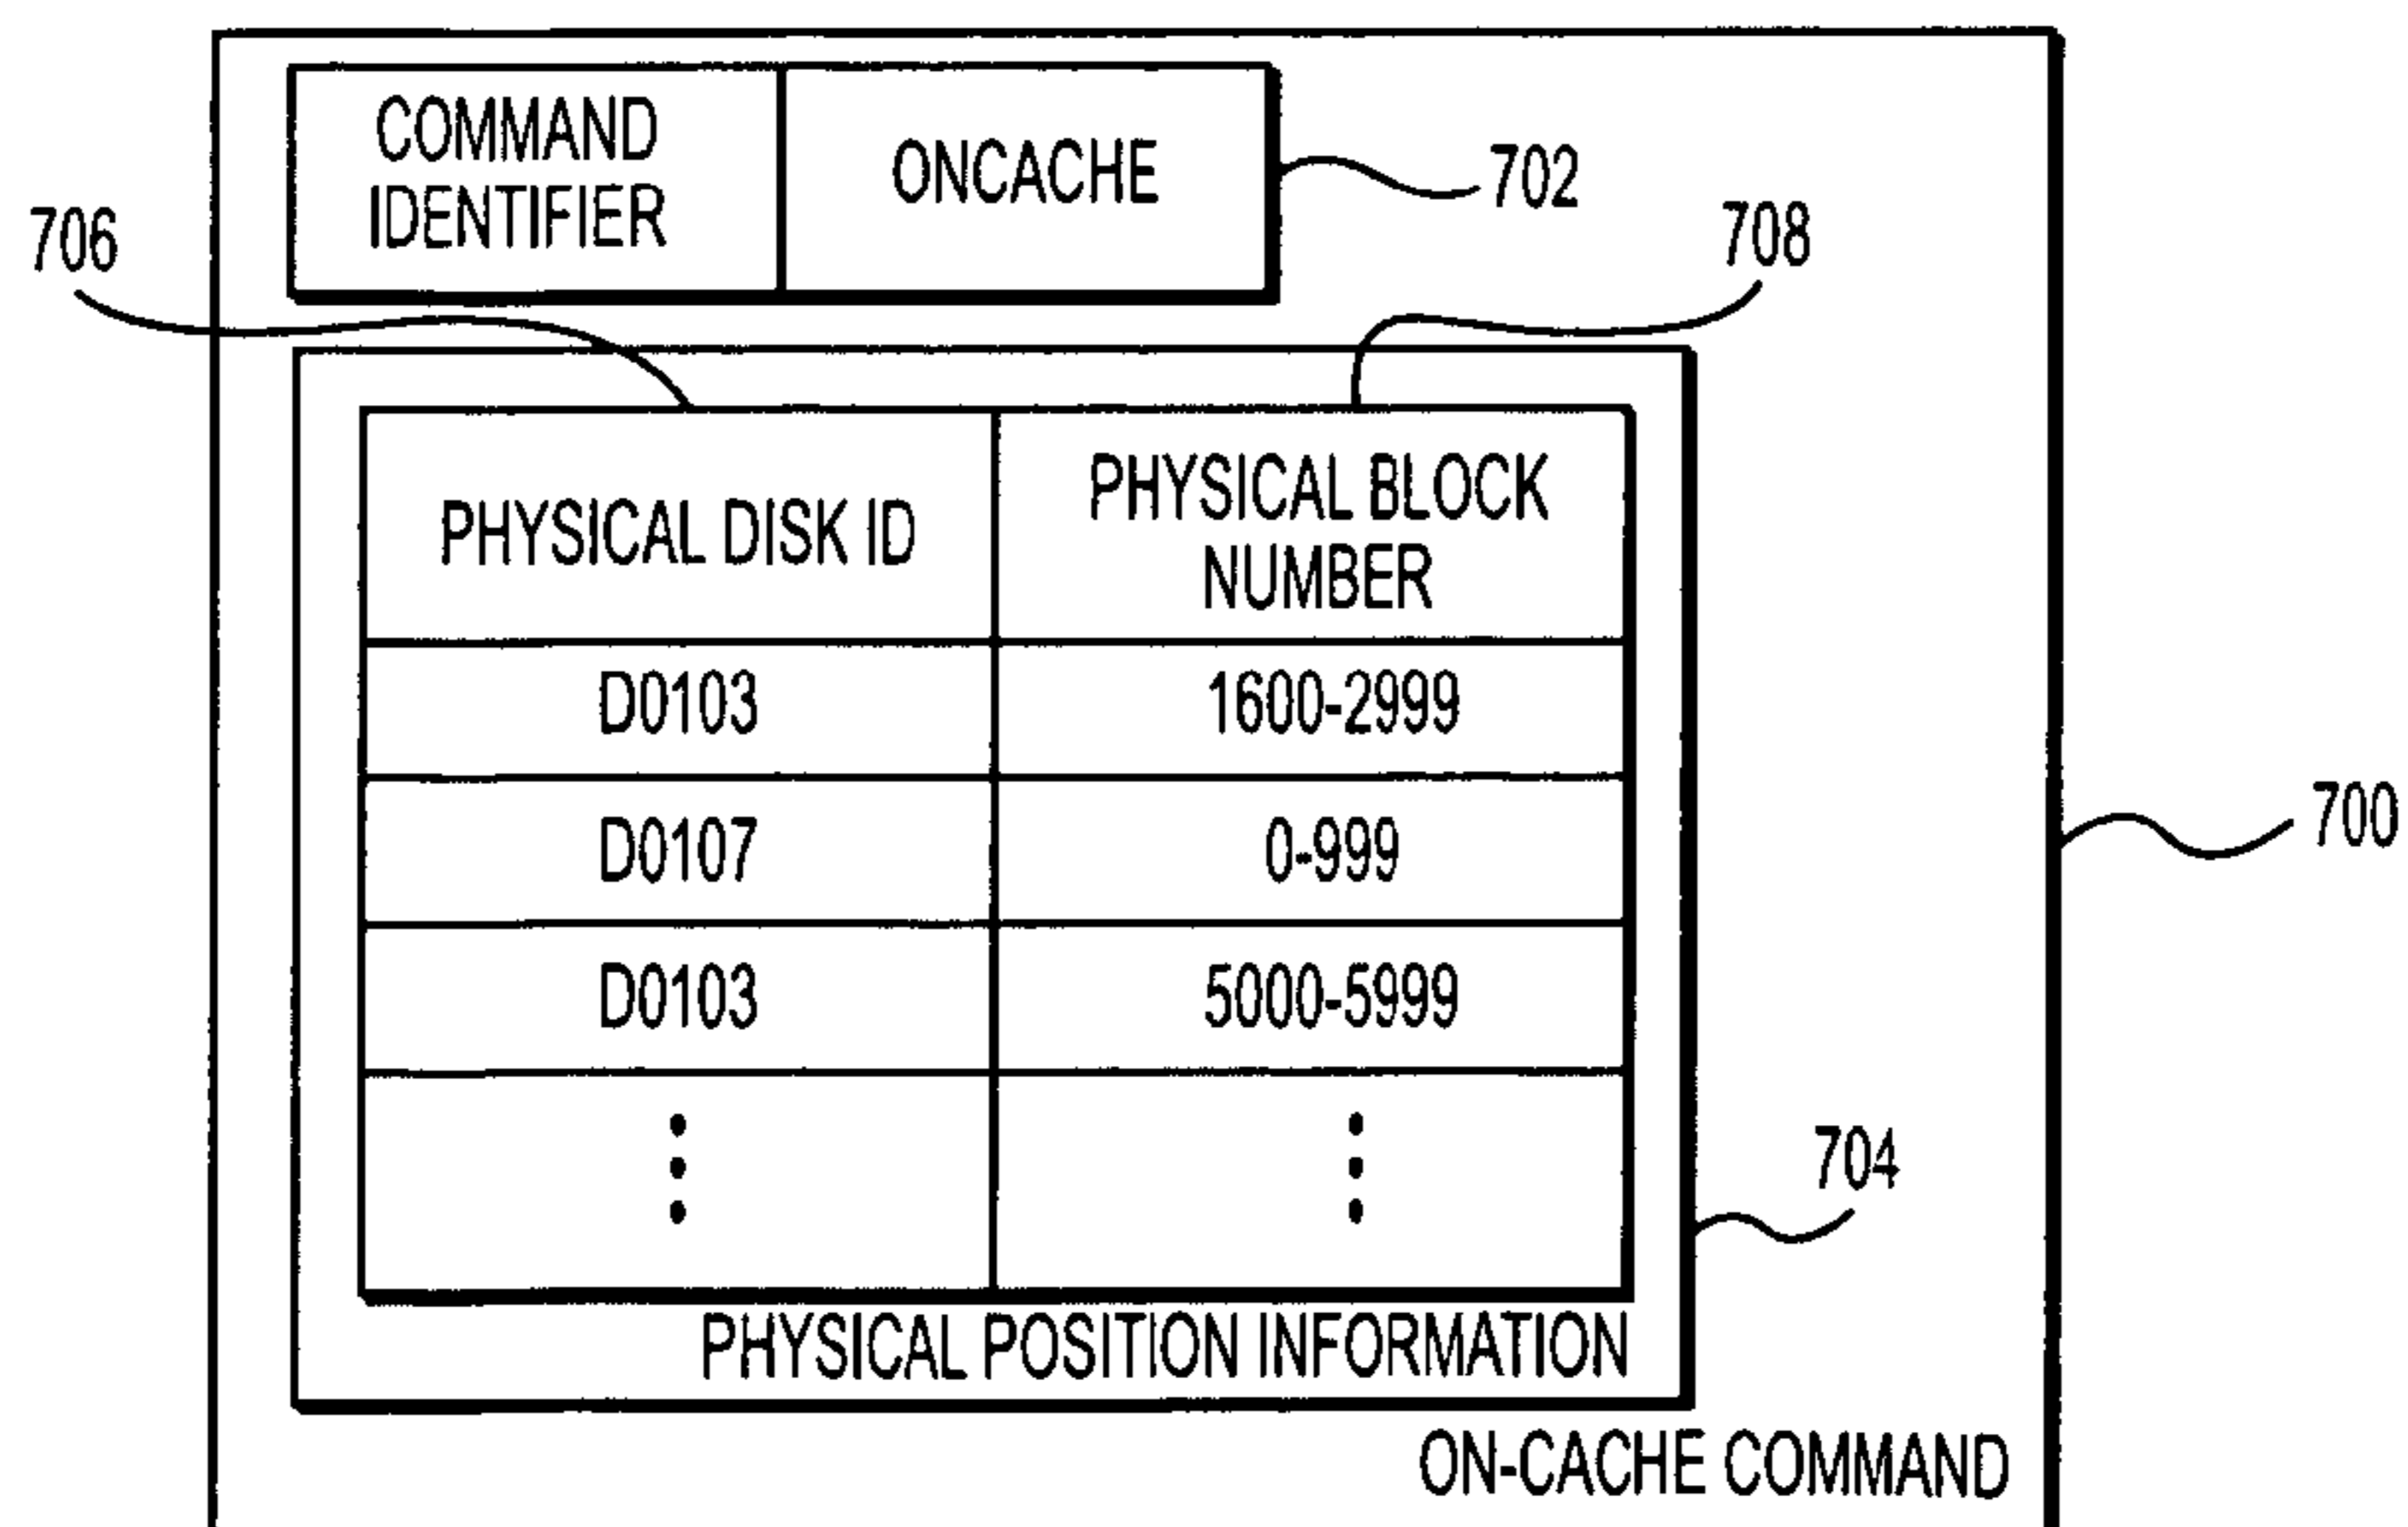 COMMAND
IDENTIFIER
ONCACHE
702
706
708
PHYSICAL DISK ID
PHYSICAL BLOCK
NUMBER
D0103
1600-2999
D0107
0-999
700
D0103
5000-5999
704
PHYSICAL POSITION INFORMATION
ON-CACHE COMMAND